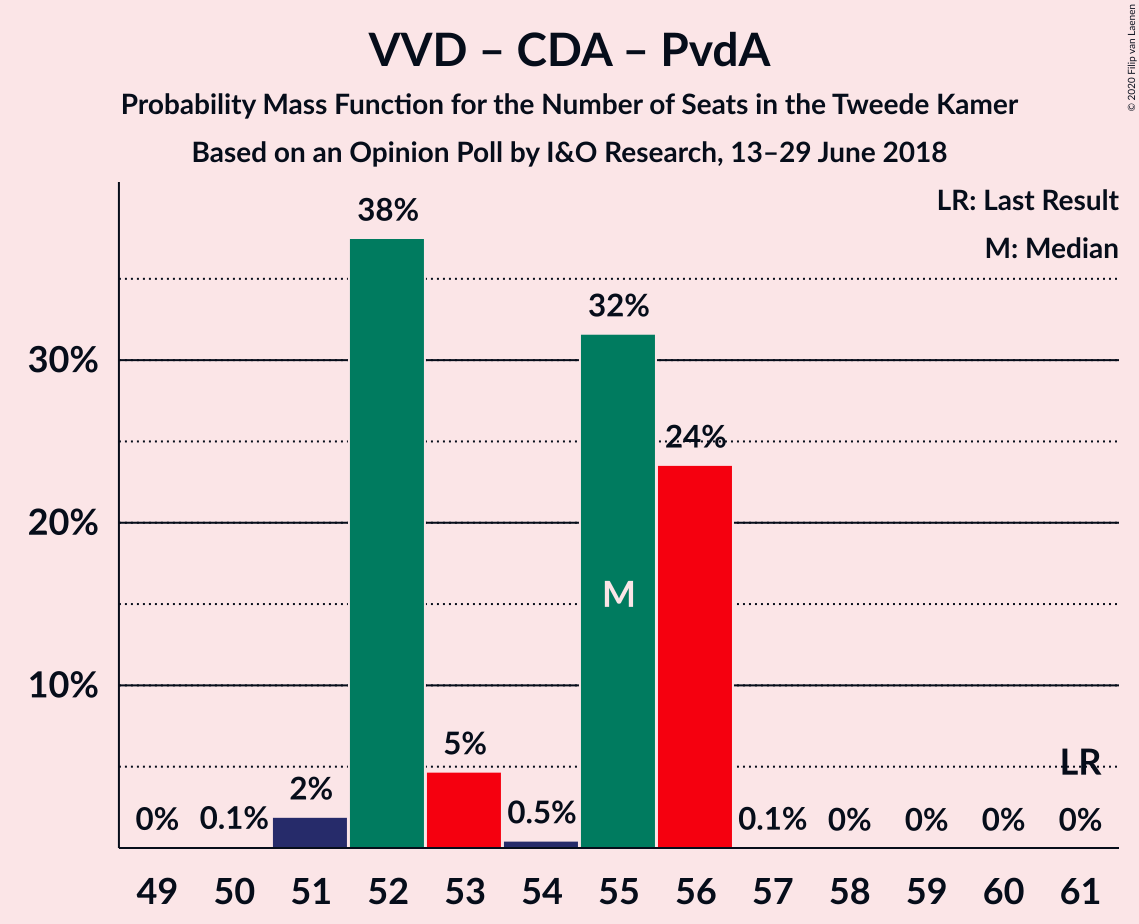 VVD – CDA – PvdA
Probability Mass Function for the Number of Seats in the Tweede Kamer
Based on an Opinion Poll by I&O Research, 13–29 June 2018
© 2020 Filip van Laenen
LR: Last Result
M: Median
38%
32%
30%
24%
20%
M
10%
5%
LR
2%
0% 0.1% 0.5% 0.1% 0% 0% 0% 0%
49 50 51 52 53 54 55 56 57 58 59 60 61